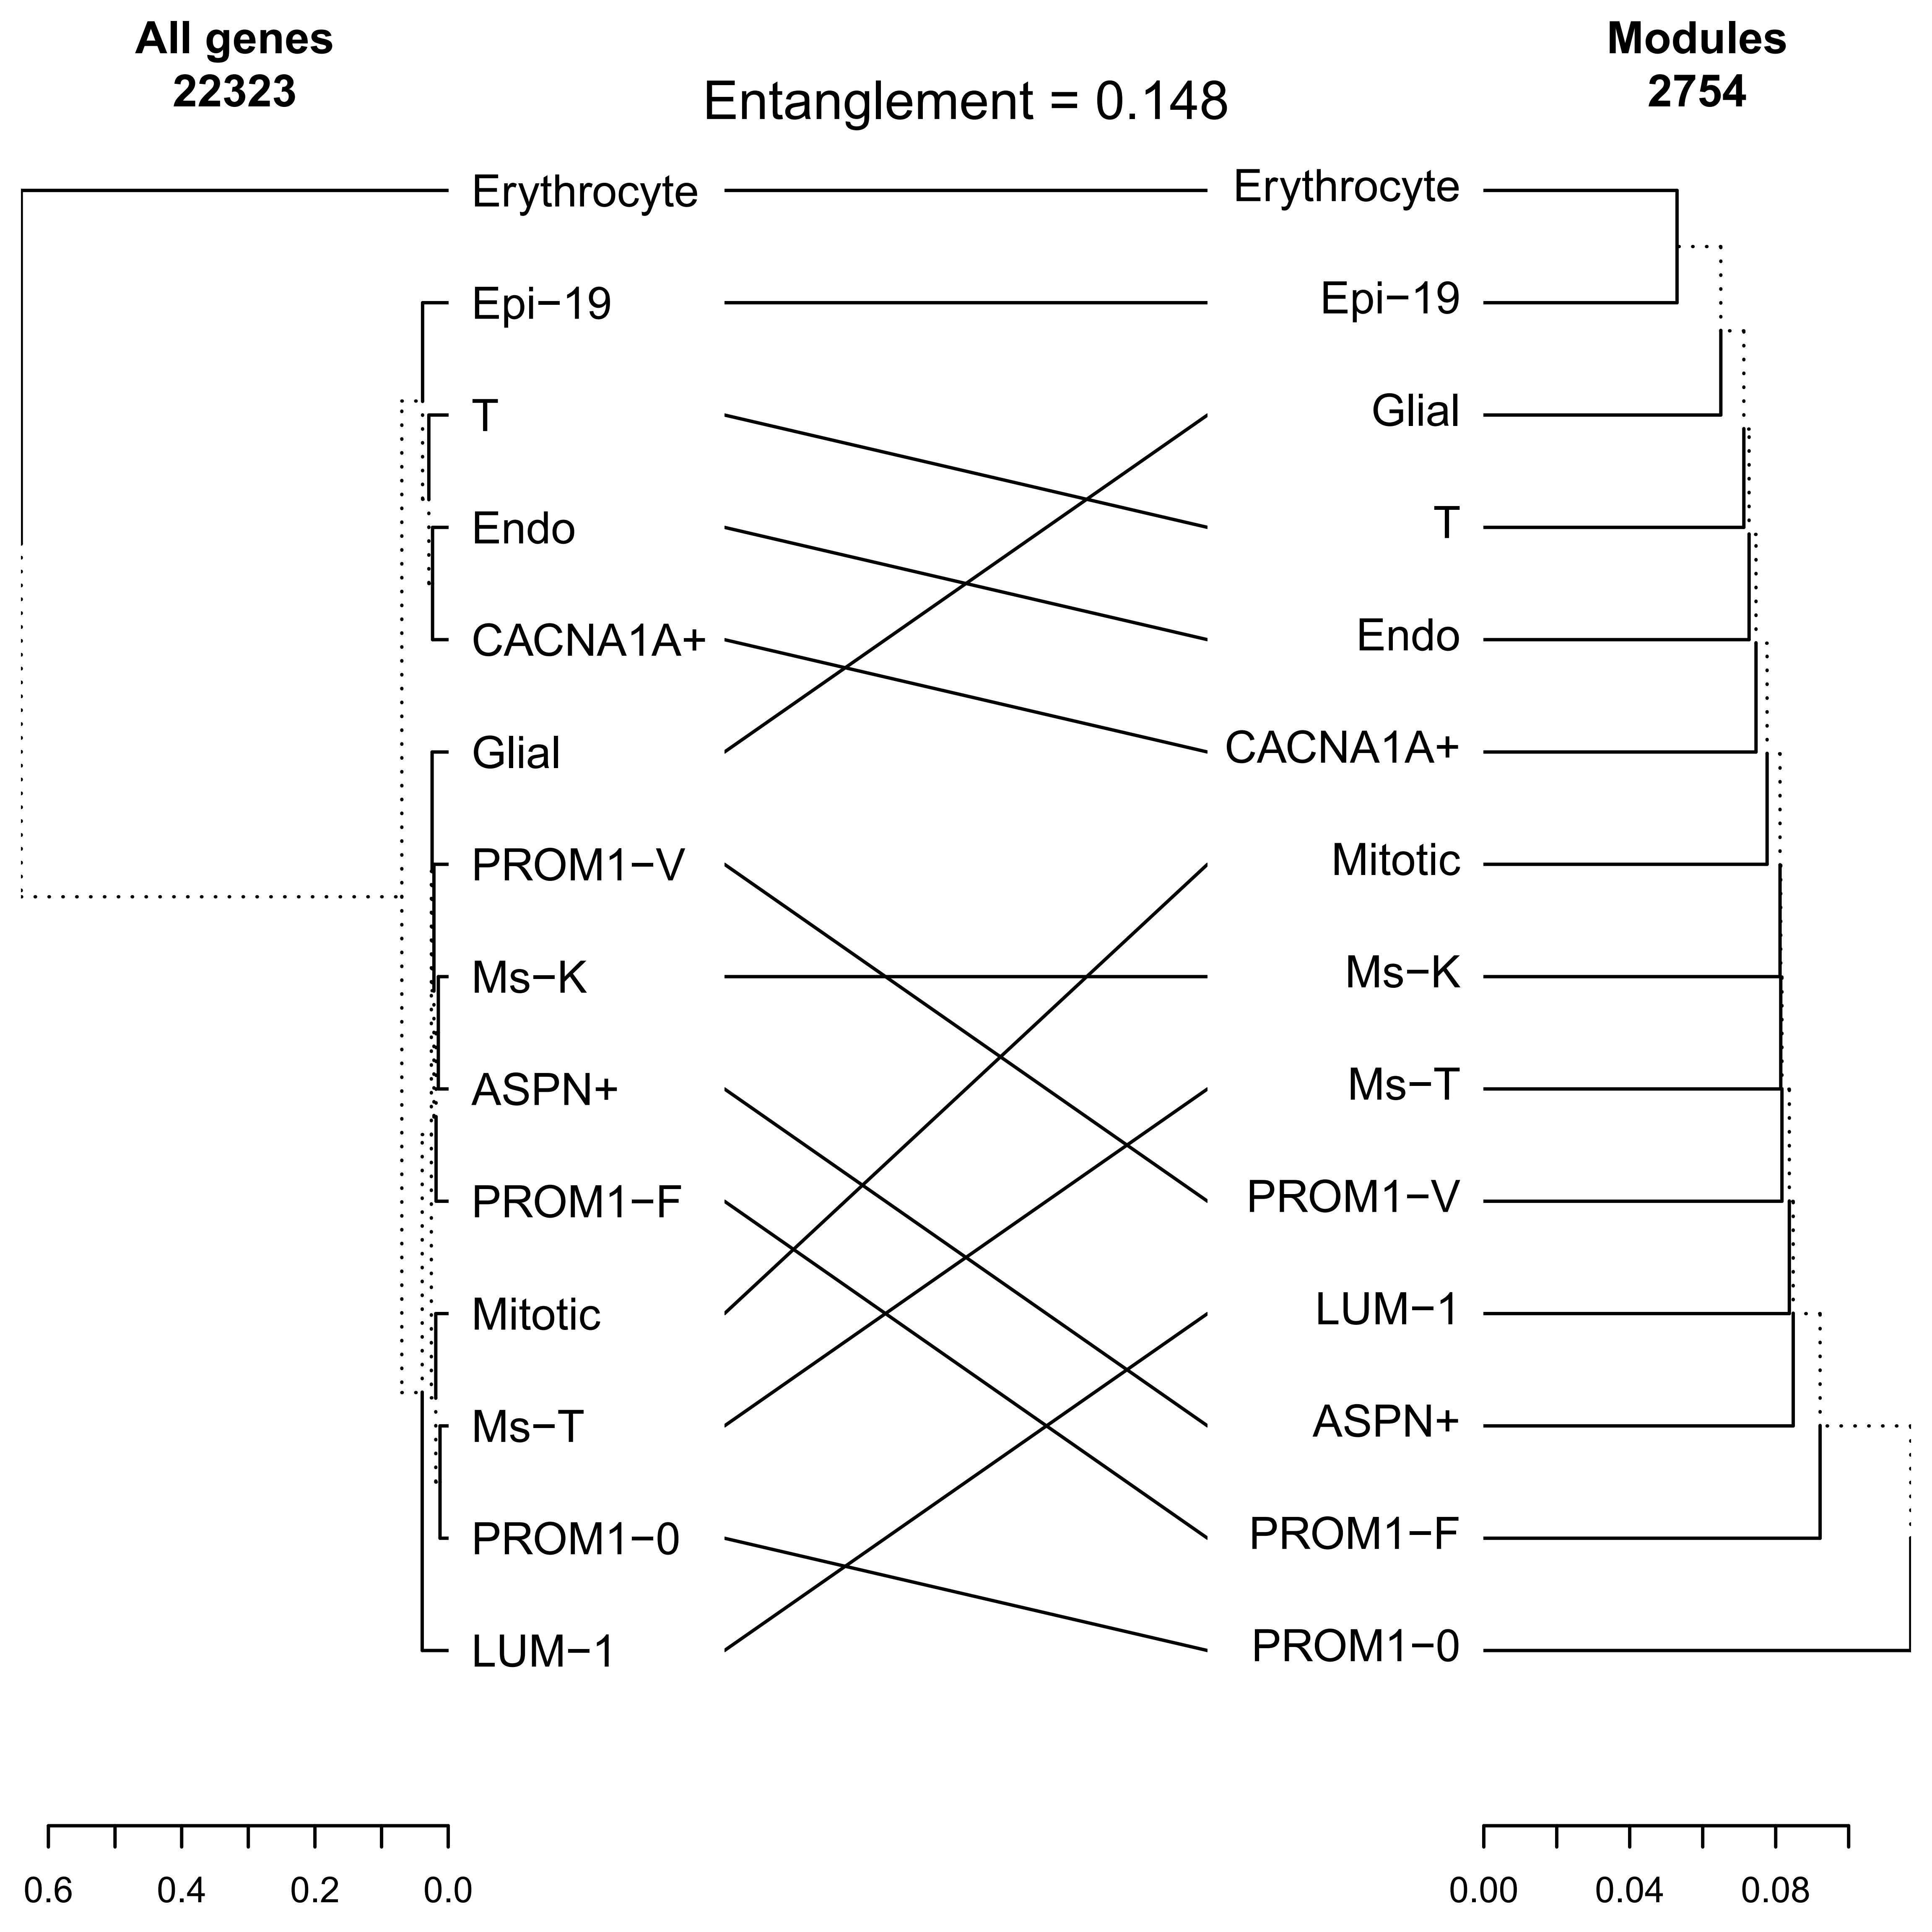 All genes
22323
Entanglement = 0.148
Modules
2754
Erythrocyte
Epi−19
T
Endo
CACNA1A+
Glial
PROM1−V
Ms−K
ASPN+
PROM1−F
Mitotic
Ms−T
PROM1−0
LUM−1
Erythrocyte
Epi−19
Glial
T
Endo
CACNA1A+
Mitotic
Ms−K
Ms−T
PROM1−V
LUM−1
ASPN+
PROM1−F
PROM1−0
0.6 0.4 0.2 0.0
0.00 0.04 0.08